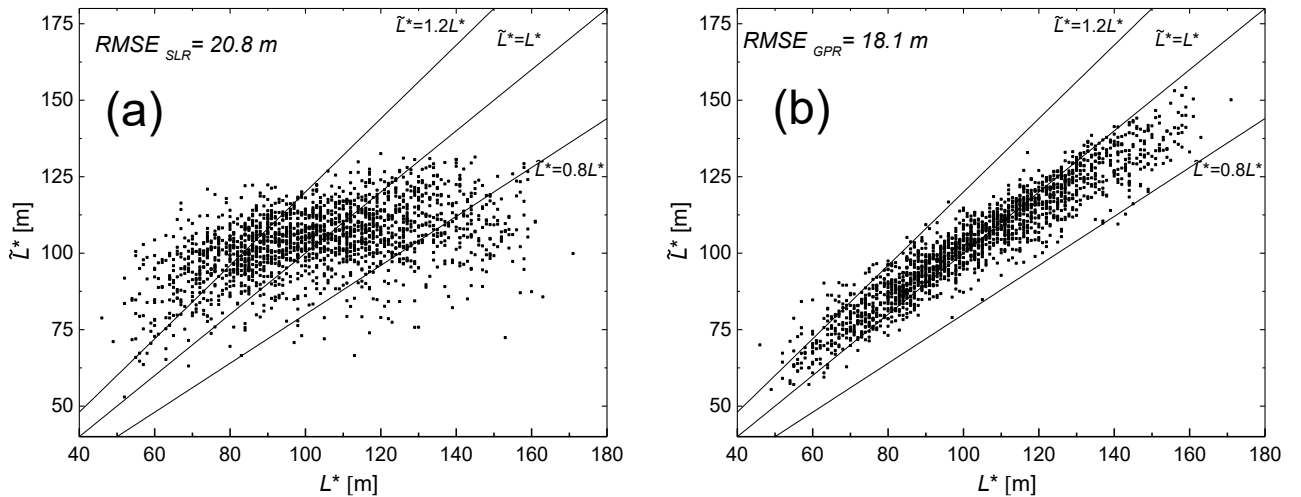 175
150
125
100
75
50
L̃* [m]
RMSE SLR= 20.8 m
(a)
L̃*=1.2L*
L̃*=L*
L̃*=0.8L*
40 60 80 100 120 140 160 180
L* [m]
175
150
125
100
75
50
L̃* [m]
RMSE GPR= 18.1 m
(b)
L̃*=1.2L*
L̃*=L*
L̃*=0.8L*
40 60 80 100 120 140 160 180
L* [m]